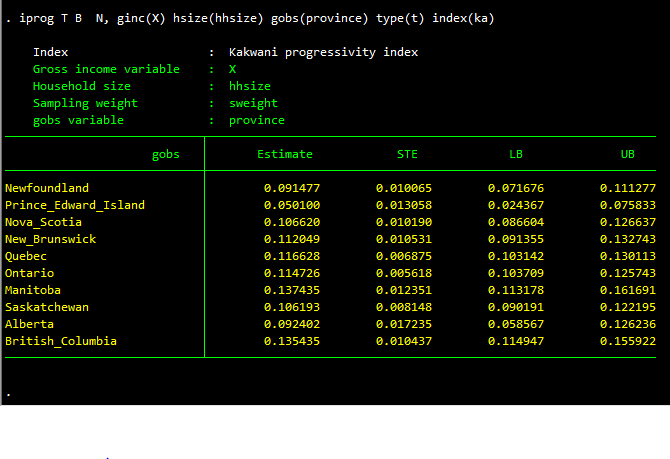 . iprog T B  N, ginc(X) hsize(hhsize) gobs(province) type(t) index(ka)
Index : Kakwani progressivity index
Gross income variable : X
Household size : hhsize
Sampling weight : sweight
gobs variable : province
gobs Estimate STE LB UB
Newfoundland 0.091477 0.010065 0.071676 0.111277
Prince_Edward_Island 0.050100 0.013058 0.024367 0.075833
Nova_Scotia 0.106620 0.010190 0.086604 0.126637
New_Brunswick 0.112049 0.010531 0.091355 0.132743
Quebec 0.116628 0.006875 0.103142 0.130113
Ontario 0.114726 0.005618 0.103709 0.125743
Manitoba 0.137435 0.012351 0.113178 0.161691
Saskatchewan 0.106193 0.008148 0.090191 0.122195
Alberta 0.092402 0.017235 0.058567 0.126236
British_Columbia 0.135435 0.010437 0.114947 0.155922
.